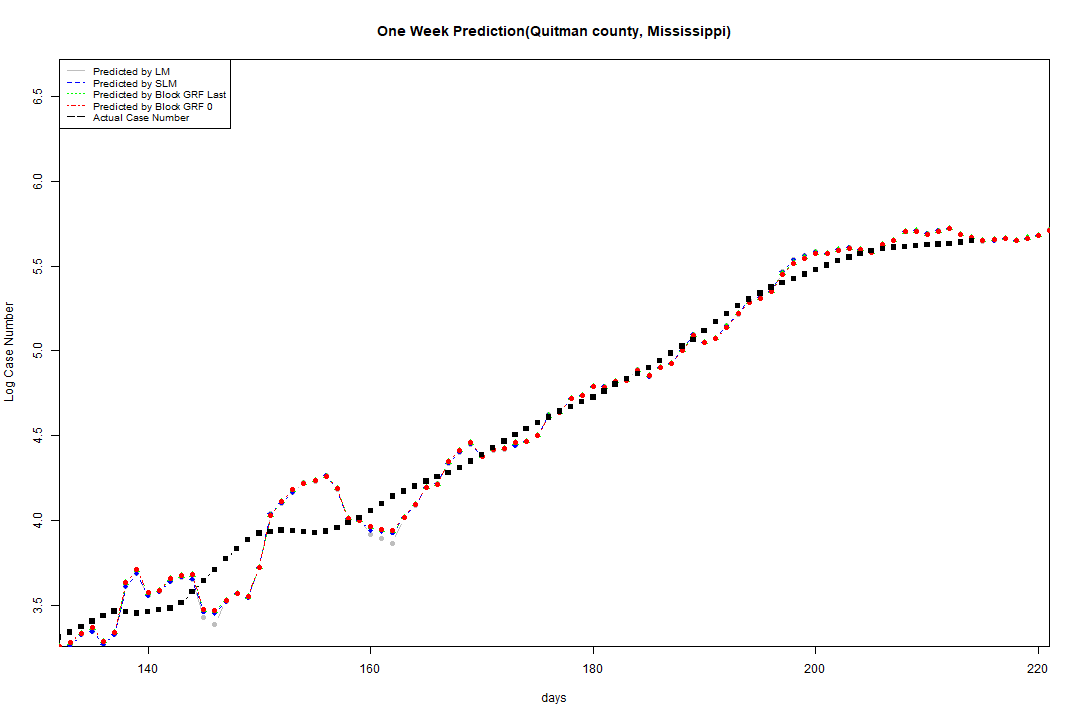 One Week Prediction(Quitman county, Mississippi)
Predicted by LM
Predicted by SLM
Predicted by Block GRF Last
Predicted by Block GRF 0
Actual Case Number
6.5
6.0
5.5
5.0
4.5
4.0
3.5
Log Case Number
140 160 180 200 220
days